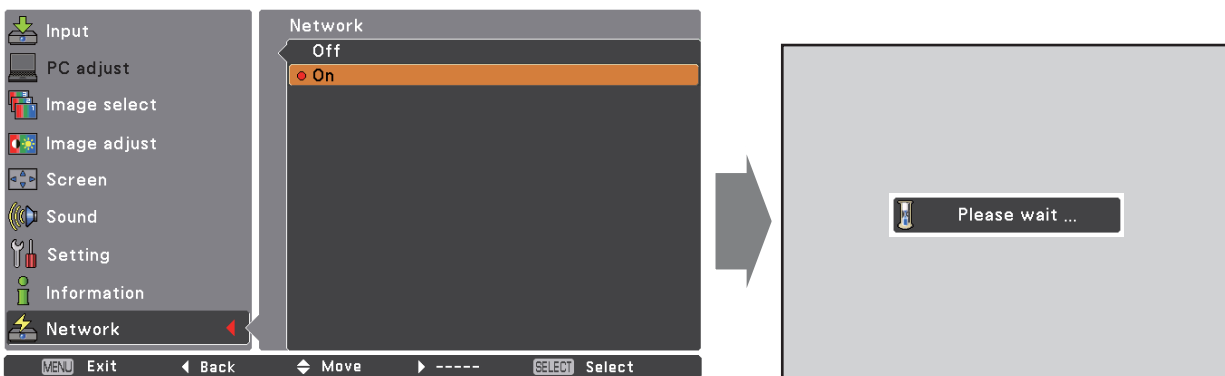 Input
PC adjust
Image select
Image adjust
Screen
Sound
Setting
Information
Network
Network
Off
On
MENU Exit ◀ Back ◆ Move ▶ ----- SELECT Select
Please wait ...